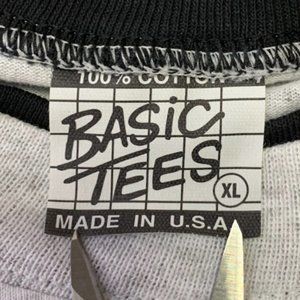 100% COTTON
BASIC
TEES
XL
MADE IN U.S.A